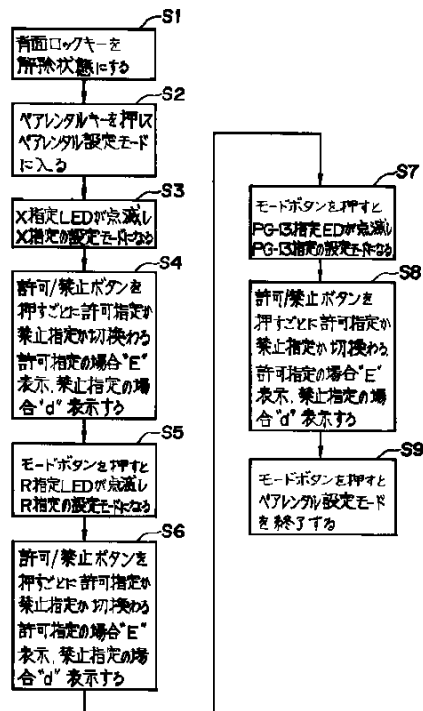 S1
背面ロックキーを
解除状態にする
S2
ペアレンタルキーを押して
ペアレンタル設定モード
に入る
S3
X指定LEDが点滅し
X指定の設定モードになる
S4
許可/禁止ボタンを
押すごとに許可指定か
禁止指定か切換わる
許可指定の場合"E"
表示、禁止指定の場
合"d"表示する
S5
モードボタンを押すと
R指定LEDが点滅し
R指定の設定モードになる
S6
許可/禁止ボタンを
押すごとに許可指定か
禁止指定か切換わる
許可指定の場合"E"
表示、禁止指定の場
合"d"表示する
S7
モードボタンを押すと
PG-13指定EDが点滅し
PG-13指定の設定モードになる
S8
許可/禁止ボタンを
押すごとに許可指定か
禁止指定か切換わる
許可指定の場合"E"
表示、禁止指定の場
合"d"表示する
S9
モードボタンを押すと
ペアレンタル設定モード
を終了する